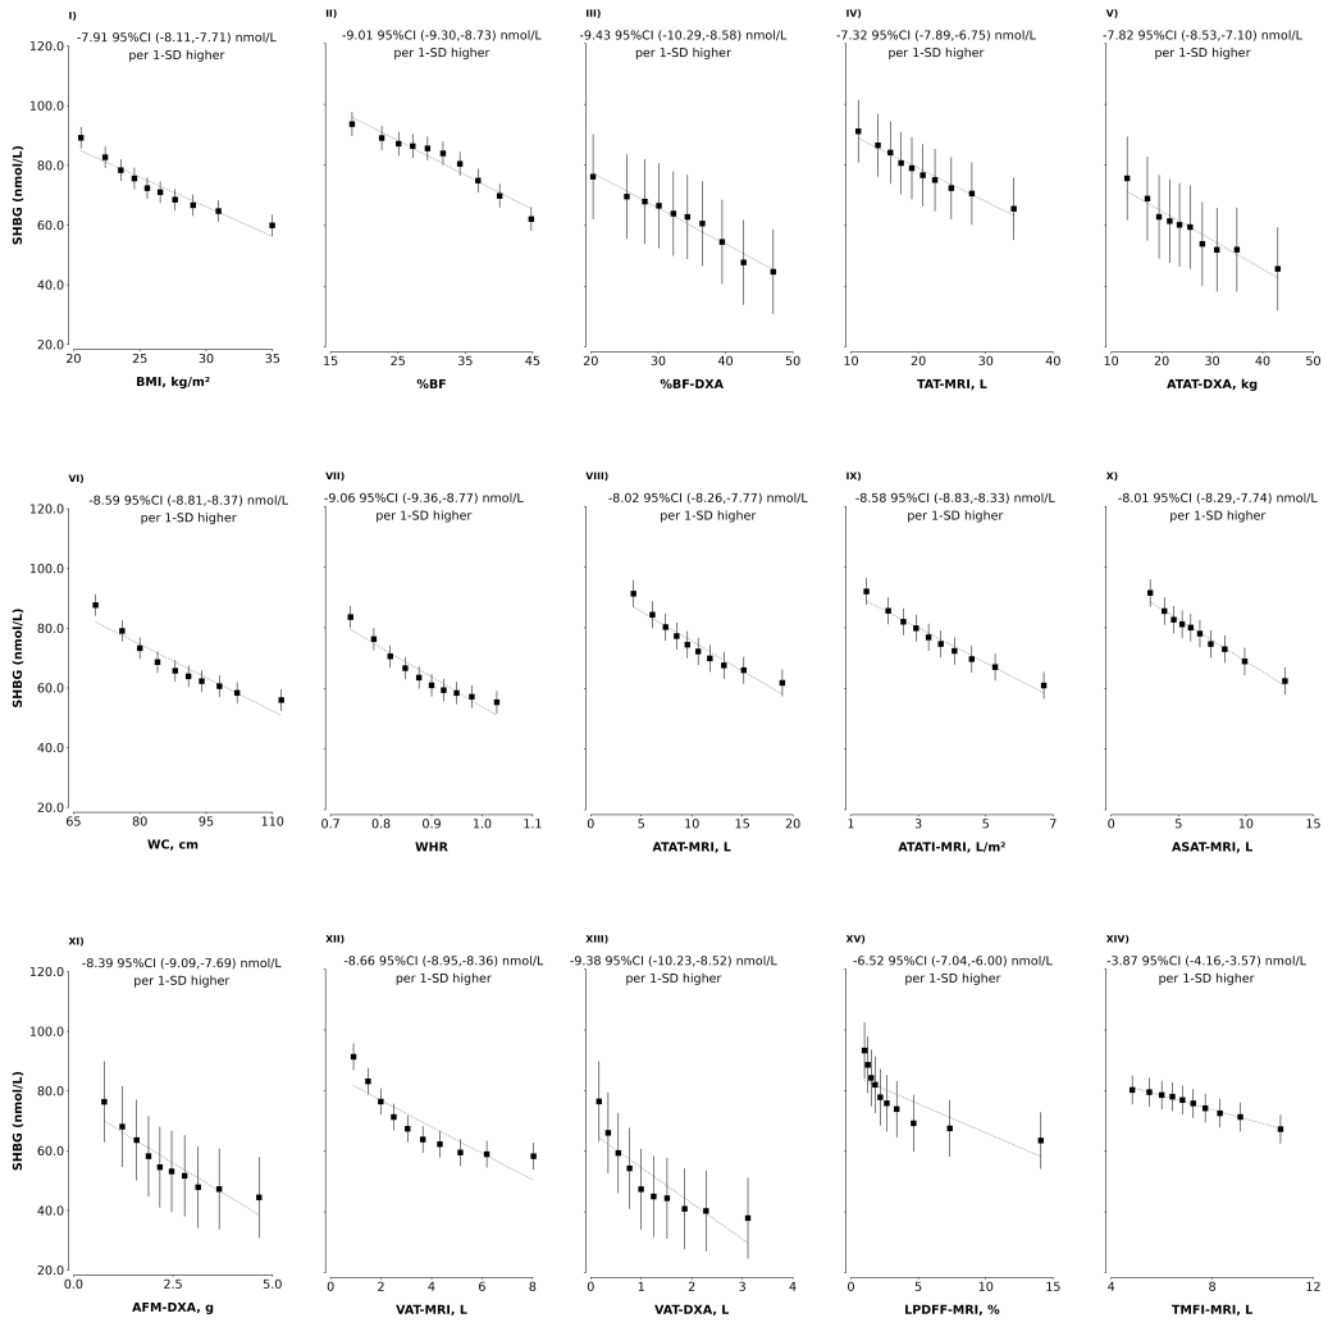 I)
-7.91 95%CI (-8.11,-7.71) nmol/L
per 1-SD higher
120.0
100.0
80.0
60.0
40.0
20.0
SHBG (nmol/L)
20 25 30 35
BMI, kg/m²
II)
-9.01 95%CI (-9.30,-8.73) nmol/L
per 1-SD higher
15 25 35 45
%BF
III)
-9.43 95%CI (-10.29,-8.58) nmol/L
per 1-SD higher
20 30 40 50
%BF-DXA
IV)
-7.32 95%CI (-7.89,-6.75) nmol/L
per 1-SD higher
10 20 30 40
TAT-MRI, L
V)
-7.82 95%CI (-8.53,-7.10) nmol/L
per 1-SD higher
10 20 30 40 50
ATAT-DXA, kg
VI)
-8.59 95%CI (-8.81,-8.37) nmol/L
per 1-SD higher
120.0
100.0
80.0
60.0
40.0
20.0
SHBG (nmol/L)
65 80 95 110
WC, cm
VII)
-9.06 95%CI (-9.36,-8.77) nmol/L
per 1-SD higher
0.7 0.8 0.9 1.0 1.1
WHR
VIII)
-8.02 95%CI (-8.26,-7.77) nmol/L
per 1-SD higher
0 5 10 15 20
ATAT-MRI, L
IX)
-8.58 95%CI (-8.83,-8.33) nmol/L
per 1-SD higher
1 3 5 7
ATATI-MRI, L/m²
X)
-8.01 95%CI (-8.29,-7.74) nmol/L
per 1-SD higher
0 5 10 15
ASAT-MRI, L
XI)
-8.39 95%CI (-9.09,-7.69) nmol/L
per 1-SD higher
120.0
100.0
80.0
60.0
40.0
20.0
SHBG (nmol/L)
0.0 2.5 5.0
AFM-DXA, g
XII)
-8.66 95%CI (-8.95,-8.36) nmol/L
per 1-SD higher
0 2 4 6 8
VAT-MRI, L
XIII)
-9.38 95%CI (-10.23,-8.52) nmol/L
per 1-SD higher
0 1 2 3 4
VAT-DXA, L
XV)
-6.52 95%CI (-7.04,-6.00) nmol/L
per 1-SD higher
0 5 10 15
LPDFF-MRI, %
XIV)
-3.87 95%CI (-4.16,-3.57) nmol/L
per 1-SD higher
4 8 12
TMFI-MRI, L